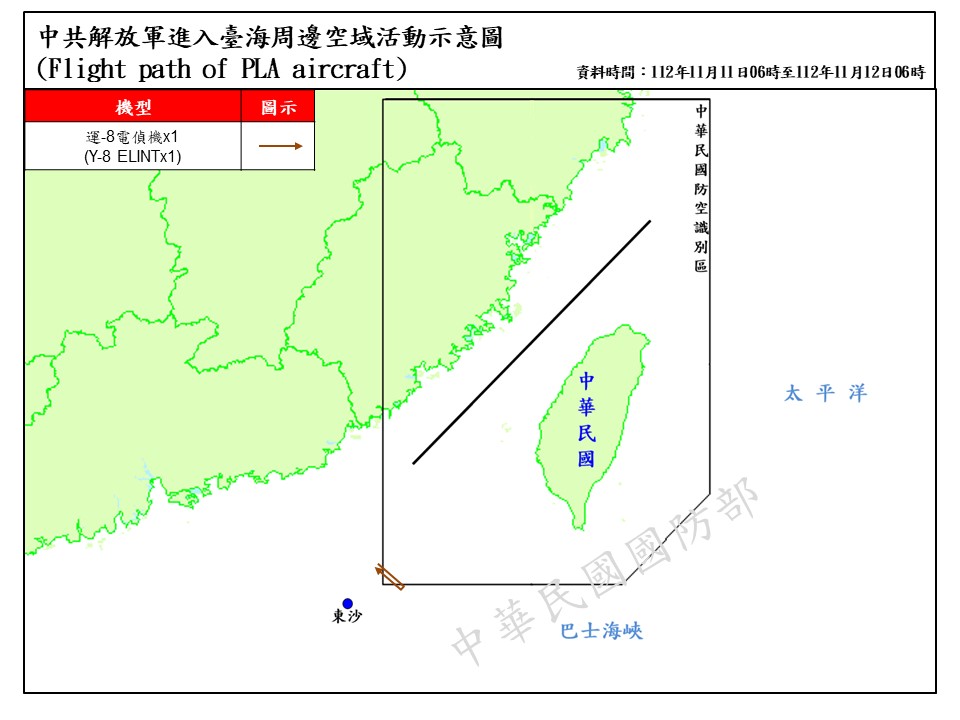 中共解放軍進入臺海周邊空域活動示意圖
(Flight path of PLA aircraft)
資料時間：112年11月11日06時至112年11月12日06時
機型
圖示
運-8電偵機x1
(Y-8 ELINTx1)
中華民國防空識別區
中華民國
太平洋
東沙
巴士海峽
中華民國國防部